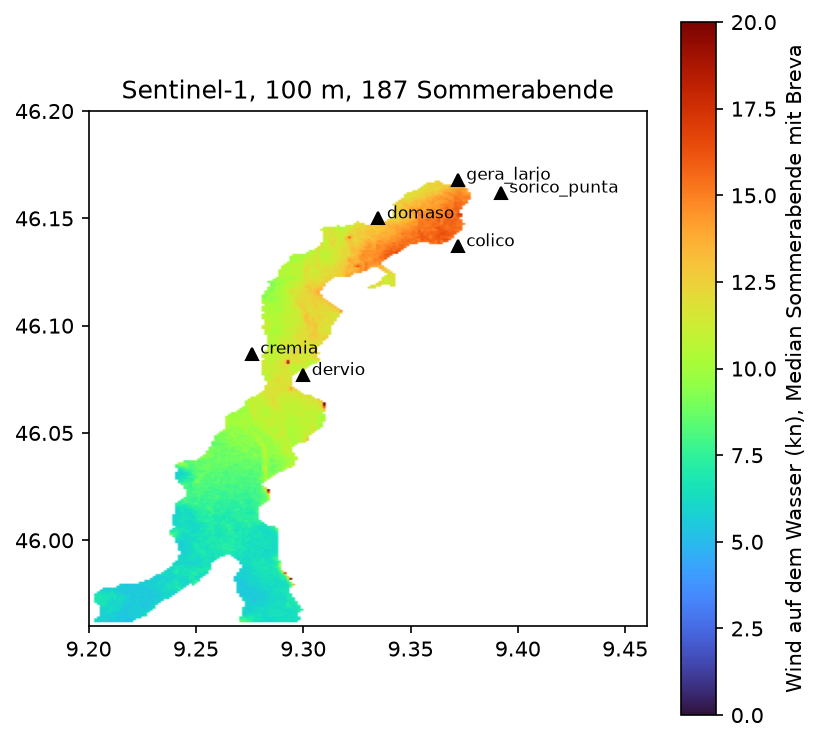 Sentinel-1, 100 m, 187 Sommerabende
46.20
46.15
46.10
46.05
46.00
9.20
9.25
9.30
9.35
9.40
9.45
gera_lario
sorico_punta
domaso
colico
cremia
dervio
20.0
17.5
15.0
12.5
10.0
7.5
5.0
2.5
0.0
Wind auf dem Wasser (kn), Median Sommerabende mit Breva